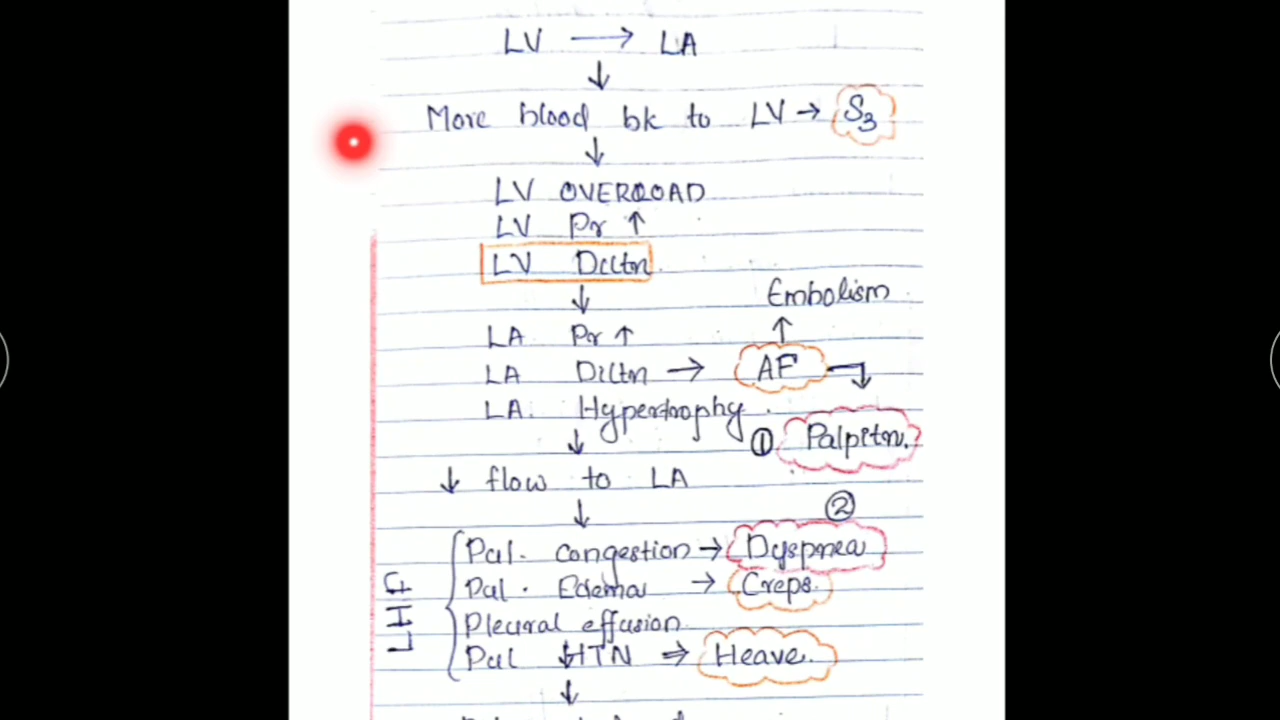 LV → LA
↓
More blood bk to LV → S3
↓
LV OVERLOAD
LV Pr ↑
LV Diltn
↓
Embolism
↑
LA Pr ↑
LA Diltn → AF
LA. Hypertrophy.
↓
① Palpitn.
↓ flow to LA
↓
②
Pul. congestion → Dyspnea
Pul. Edema → Creps.
LHF
Pleural effusion
Pul HTN ⇒ Heave.
↓